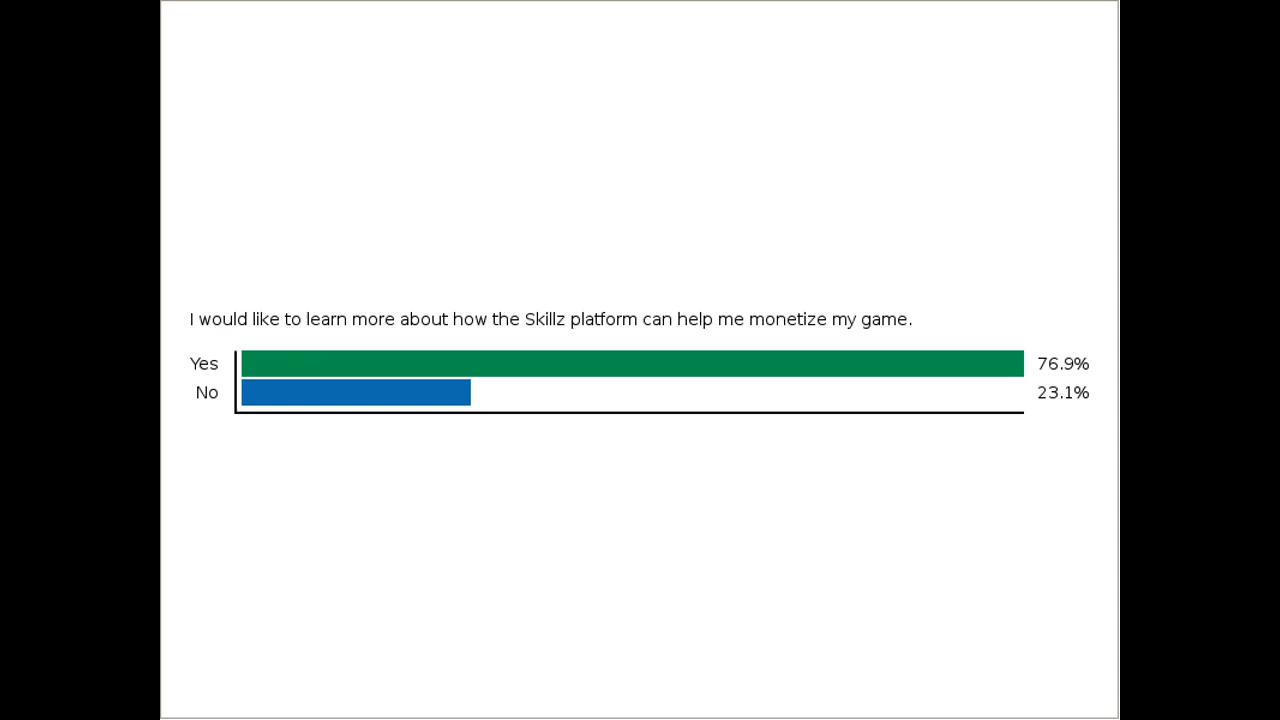 I would like to learn more about how the Skillz platform can help me monetize my game.
Yes 76.9%
No 23.1%